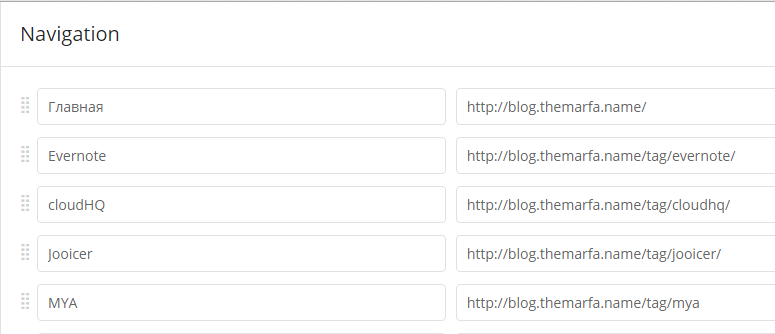 Navigation
Главная http://blog.themarfa.name/
Evernote http://blog.themarfa.name/tag/evernote/
cloudHQ http://blog.themarfa.name/tag/cloudhq/
Jooicer http://blog.themarfa.name/tag/jooicer/
MYA http://blog.themarfa.name/tag/mya